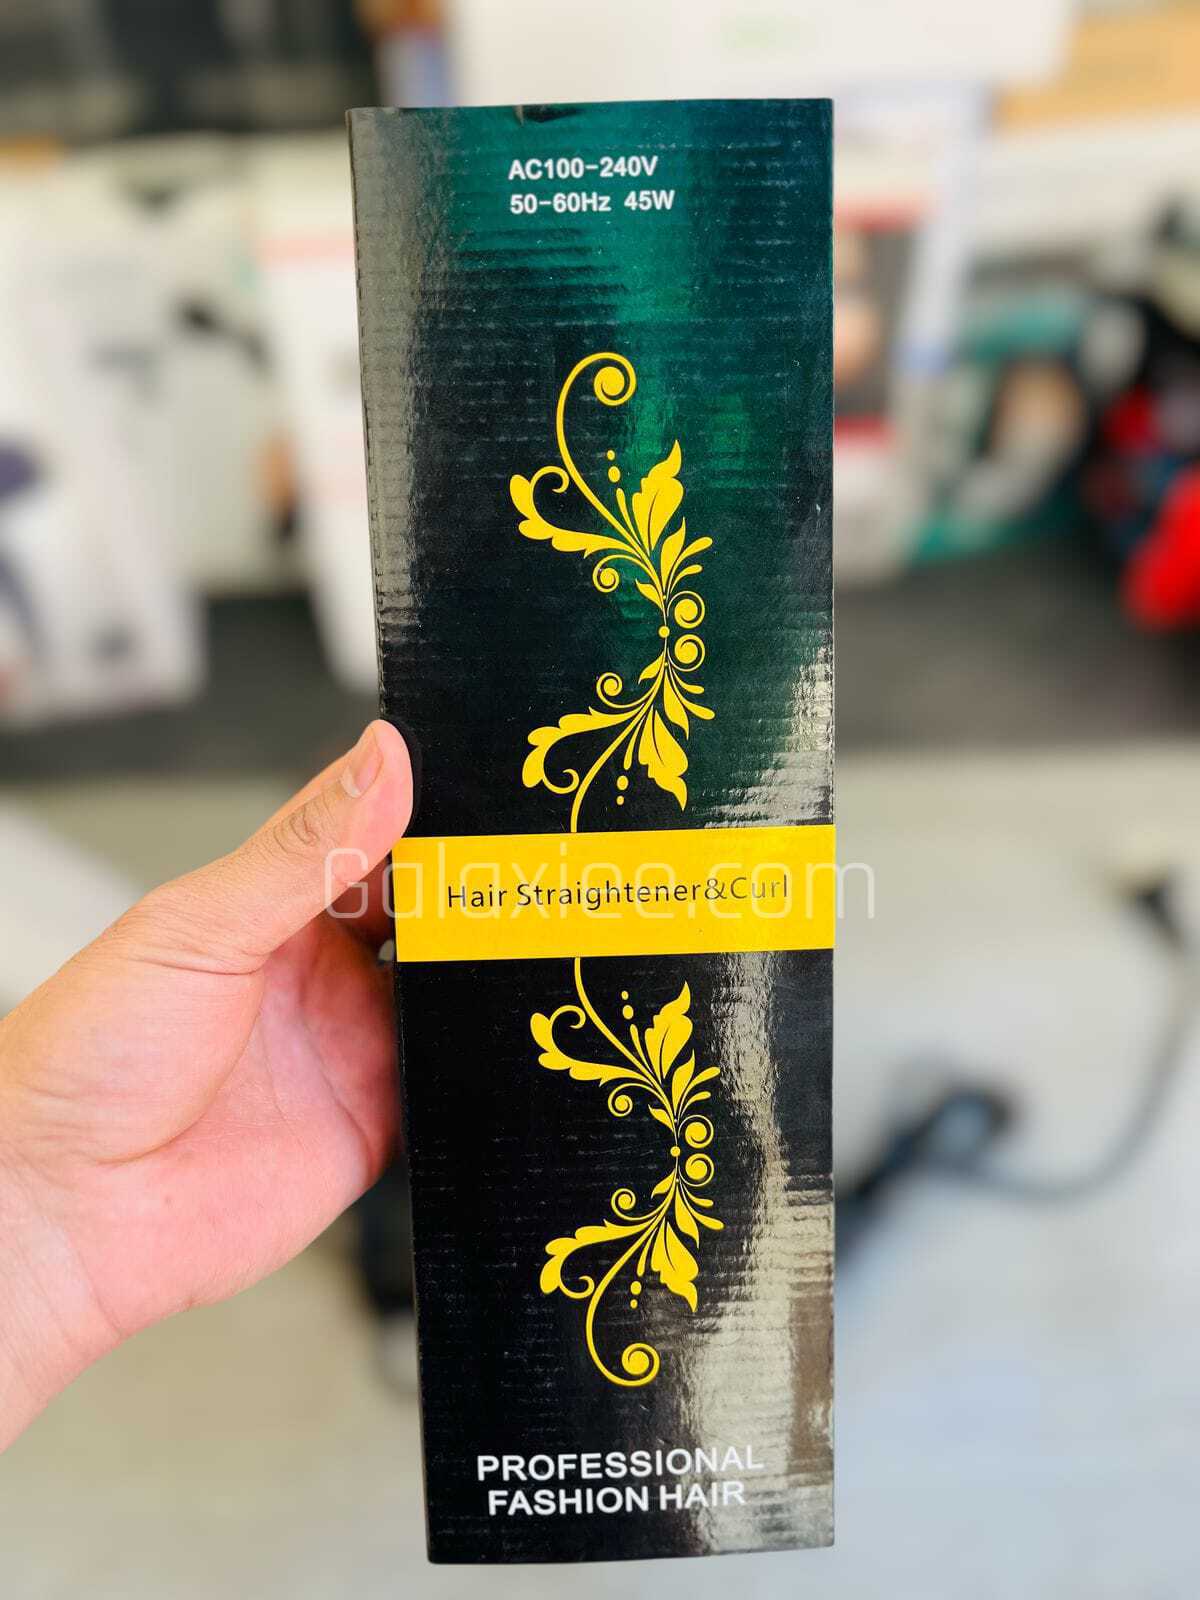 AC100-240V
50-60Hz 45W
Hair Straightener&Curl
Galaxiee.com
PROFESSIONAL
FASHION HAIR